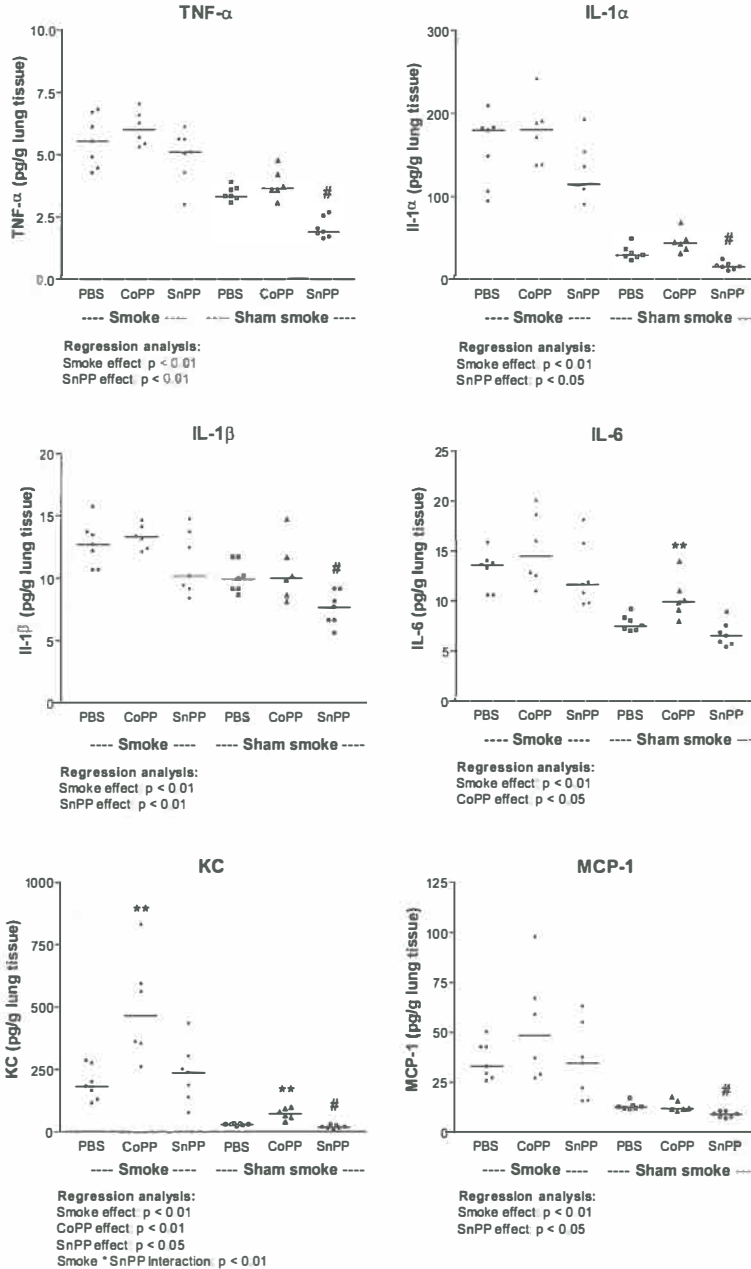 TNF-α
TNF-α (pg/g lung tissue)
10.0
7.5
5.0
2.5
0.0
#
PBS CoPP SnPP PBS CoPP SnPP
---- Smoke ---- ---- Sham smoke ----
Regression analysis:
Smoke effect: p < 0.01
SnPP effect: p < 0.01
IL-1α
Il-1α (pg/g lung tissue)
300
200
100
0
#
PBS CoPP SnPP PBS CoPP SnPP
---- Smoke ---- ---- Sham smoke ----
Regression analysis:
Smoke effect: p < 0.01
SnPP effect: p < 0.05
IL-1β
Il-1β (pg/g lung tissue)
20
15
10
5
0
#
PBS CoPP SnPP PBS CoPP SnPP
---- Smoke ---- ---- Sham smoke ----
Regression analysis:
Smoke effect: p < 0.01
SnPP effect: p < 0.01
IL-6
IL-6 (pg/g lung tissue)
25
20
15
10
5
0
**
PBS CoPP SnPP PBS CoPP SnPP
---- Smoke ---- ---- Sham smoke ----
Regression analysis:
Smoke effect: p < 0.01
CoPP effect: p < 0.05
KC
KC (pg/g lung tissue)
1000
750
500
250
0
**
**
#
PBS CoPP SnPP PBS CoPP SnPP
---- Smoke ---- ---- Sham smoke ----
Regression analysis:
Smoke effect: p < 0.01
CoPP effect: p < 0.01
SnPP effect: p < 0.05
Smoke * SnPP Interaction: p < 0.01
MCP-1
MCP-1 (pg/g lung tissue)
125
100
75
50
25
0
#
PBS CoPP SnPP PBS CoPP SnPP
---- Smoke ---- ---- Sham smoke ----
Regression analysis:
Smoke effect: p < 0.01
SnPP effect: p < 0.05